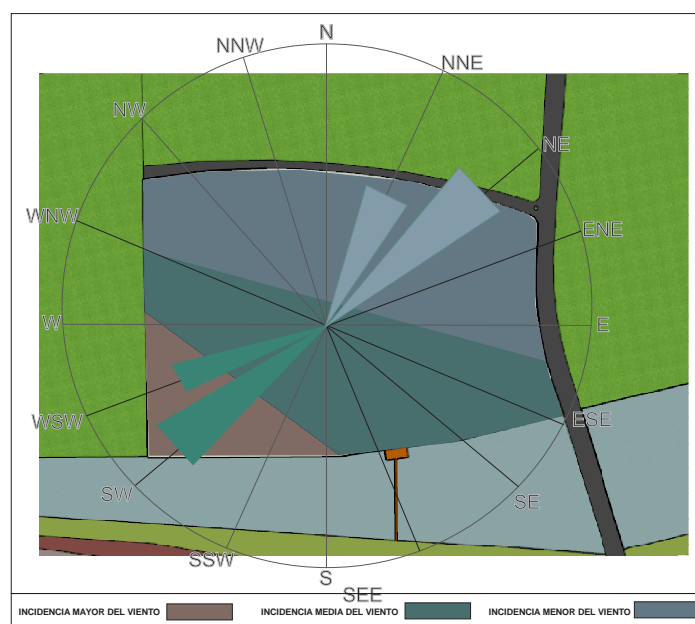 N
NNW
NNE
NW
NE
WNW
ENE
W
E
WSW
ESE
SW
SE
SSW
S
SEE
INCIDENCIA MAYOR DEL VIENTO
INCIDENCIA MEDIA DEL VIENTO
INCIDENCIA MENOR DEL VIENTO